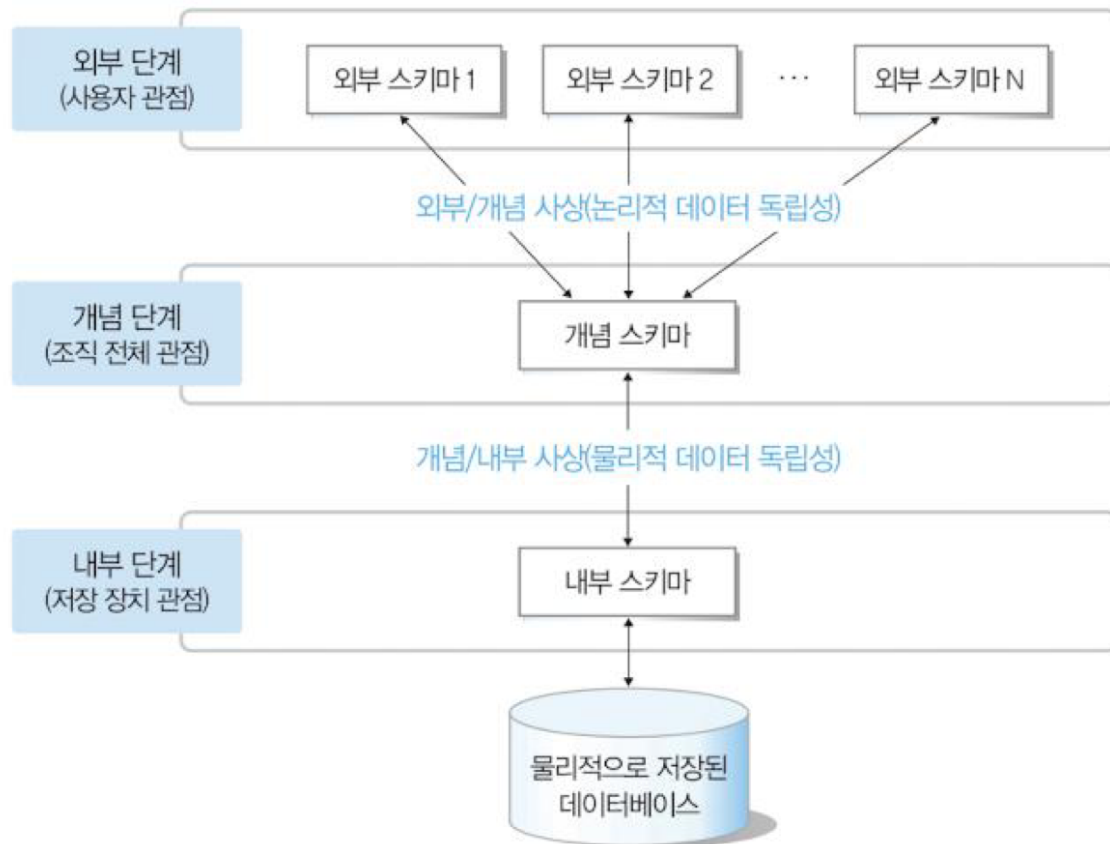 외부 단계
(사용자 관점)
외부 스키마 1
외부 스키마 2
···
외부 스키마 N
외부/개념 사상(논리적 데이터 독립성)
개념 단계
(조직 전체 관점)
개념 스키마
개념/내부 사상(물리적 데이터 독립성)
내부 단계
(저장 장치 관점)
내부 스키마
물리적으로 저장된
데이터베이스